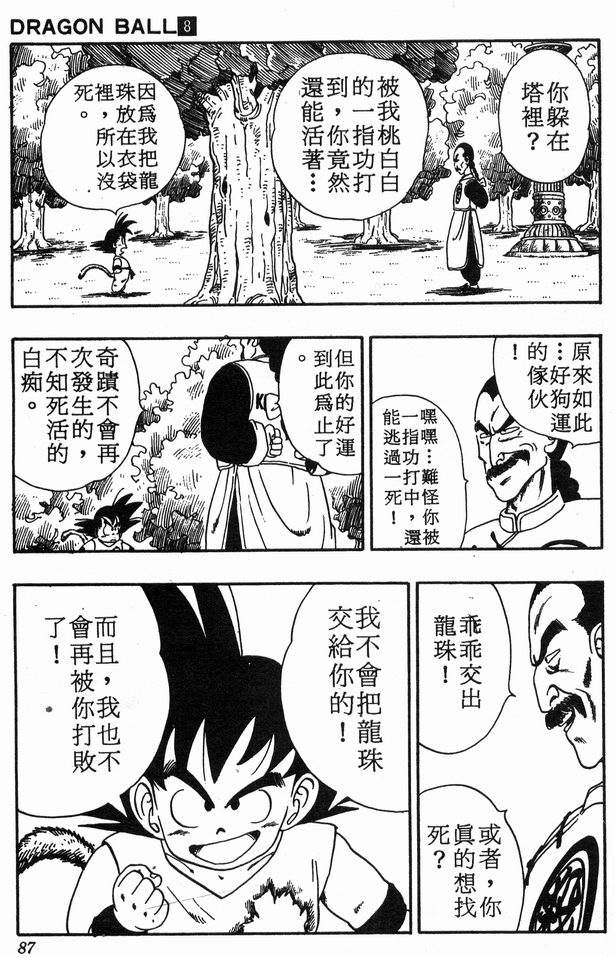 DRAGON BALL 8
你躲在
塔裡？
被我桃白白
的一指功打
到，你竟然
還能活著…
因爲我把龍
珠放在衣袋
裡，所以沒
死。
原來如此
…好狗運
的傢伙
！
嘿嘿…難怪你被
一指功打中，還
能逃過一死！
但你的好運
到此爲止了
。
K
奇蹟不會再
次發生的，
不知死活的
白痴。
乖乖交出
龍珠！
或者，你
眞的想找
死？
我不會把龍珠
交給你的！
而且，我也不
會再被你打敗
了！
87